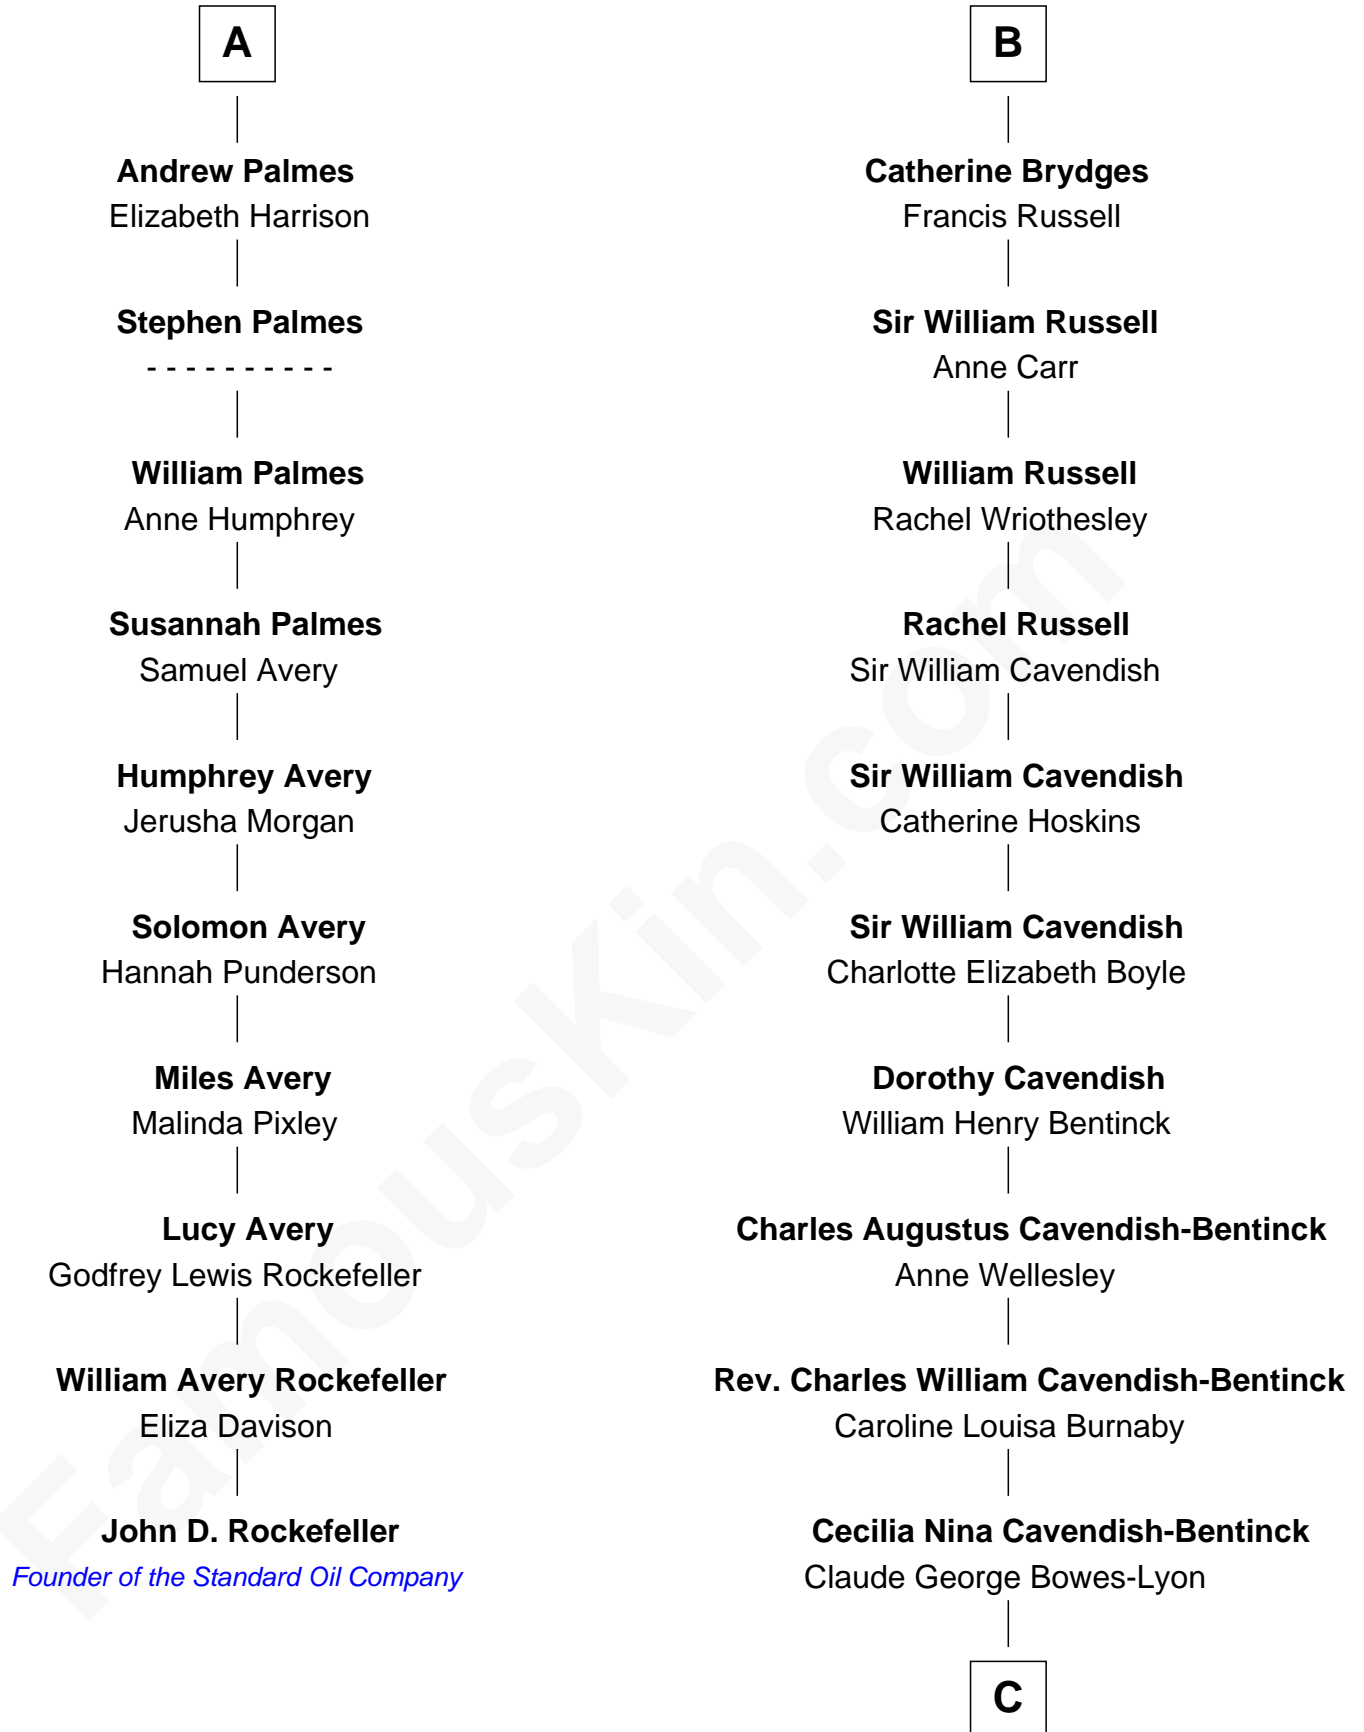 A
Andrew Palmes
Elizabeth Harrison
Stephen Palmes
- - - - - - - - - -
William Palmes
Anne Humphrey
Susannah Palmes
Samuel Avery
Humphrey Avery
Jerusha Morgan
Solomon Avery
Hannah Punderson
Miles Avery
Malinda Pixley
Lucy Avery
Godfrey Lewis Rockefeller
William Avery Rockefeller
Eliza Davison
John D. Rockefeller
Founder of the Standard Oil Company
B
Catherine Brydges
Francis Russell
Sir William Russell
Anne Carr
William Russell
Rachel Wriothesley
Rachel Russell
Sir William Cavendish
Sir William Cavendish
Catherine Hoskins
Sir William Cavendish
Charlotte Elizabeth Boyle
Dorothy Cavendish
William Henry Bentinck
Charles Augustus Cavendish-Bentinck
Anne Wellesley
Rev. Charles William Cavendish-Bentinck
Caroline Louisa Burnaby
Cecilia Nina Cavendish-Bentinck
Claude George Bowes-Lyon
C
FamousKin.com